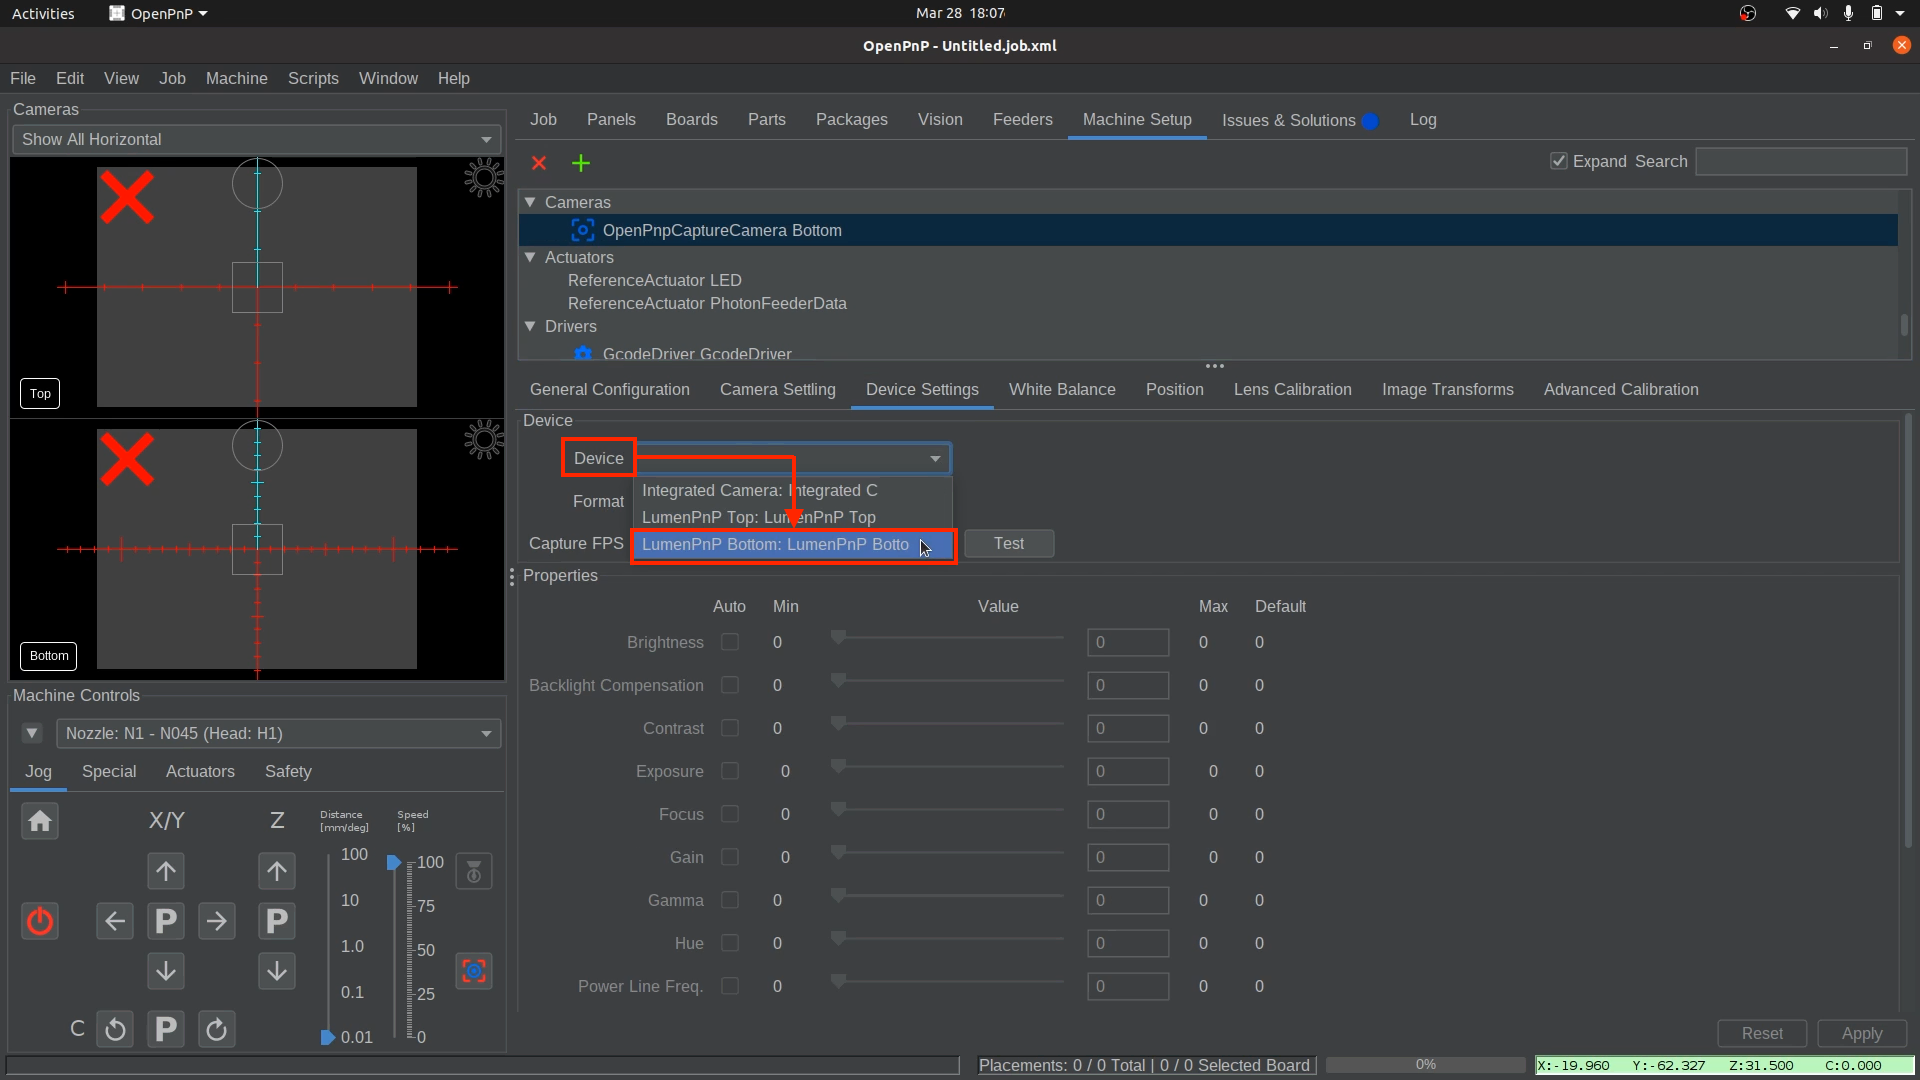 Activities OpenPnP Mar 28 18:07
OpenPnP - Untitled.job.xml
File Edit View Job Machine Scripts Window Help
Cameras
Show All Horizontal
Top
Bottom
Machine Controls
Nozzle: N1 - N045 (Head: H1)
Jog Special Actuators Safety
X/Y Z Distance [mm/deg] Speed [%]
100 100
10 75
P P
1.0 50
0.1 25
C P 0.01 0
Job Panels Boards Parts Packages Vision Feeders Machine Setup Issues & Solutions Log
Expand Search
Cameras
OpenPnpCaptureCamera Bottom
Actuators
ReferenceActuator LED
ReferenceActuator PhotonFeederData
Drivers
GcodeDriver GcodeDriver
General Configuration Camera Settling Device Settings White Balance Position Lens Calibration Image Transforms Advanced Calibration
Device
Device
Integrated Camera: Integrated C
Format
LumenPnP Top: LumenPnP Top
Capture FPS LumenPnP Bottom: LumenPnP Botto Test
Properties
Auto Min Value Max Default
Brightness 0 0 0 0
Backlight Compensation 0 0 0 0
Contrast 0 0 0 0
Exposure 0 0 0 0
Focus 0 0 0 0
Gain 0 0 0 0
Gamma 0 0 0 0
Hue 0 0 0 0
Power Line Freq. 0 0 0 0
Reset Apply
Placements: 0 / 0 Total | 0 / 0 Selected Board 0% X:-19.960 Y:-62.327 Z:31.500 C:0.000